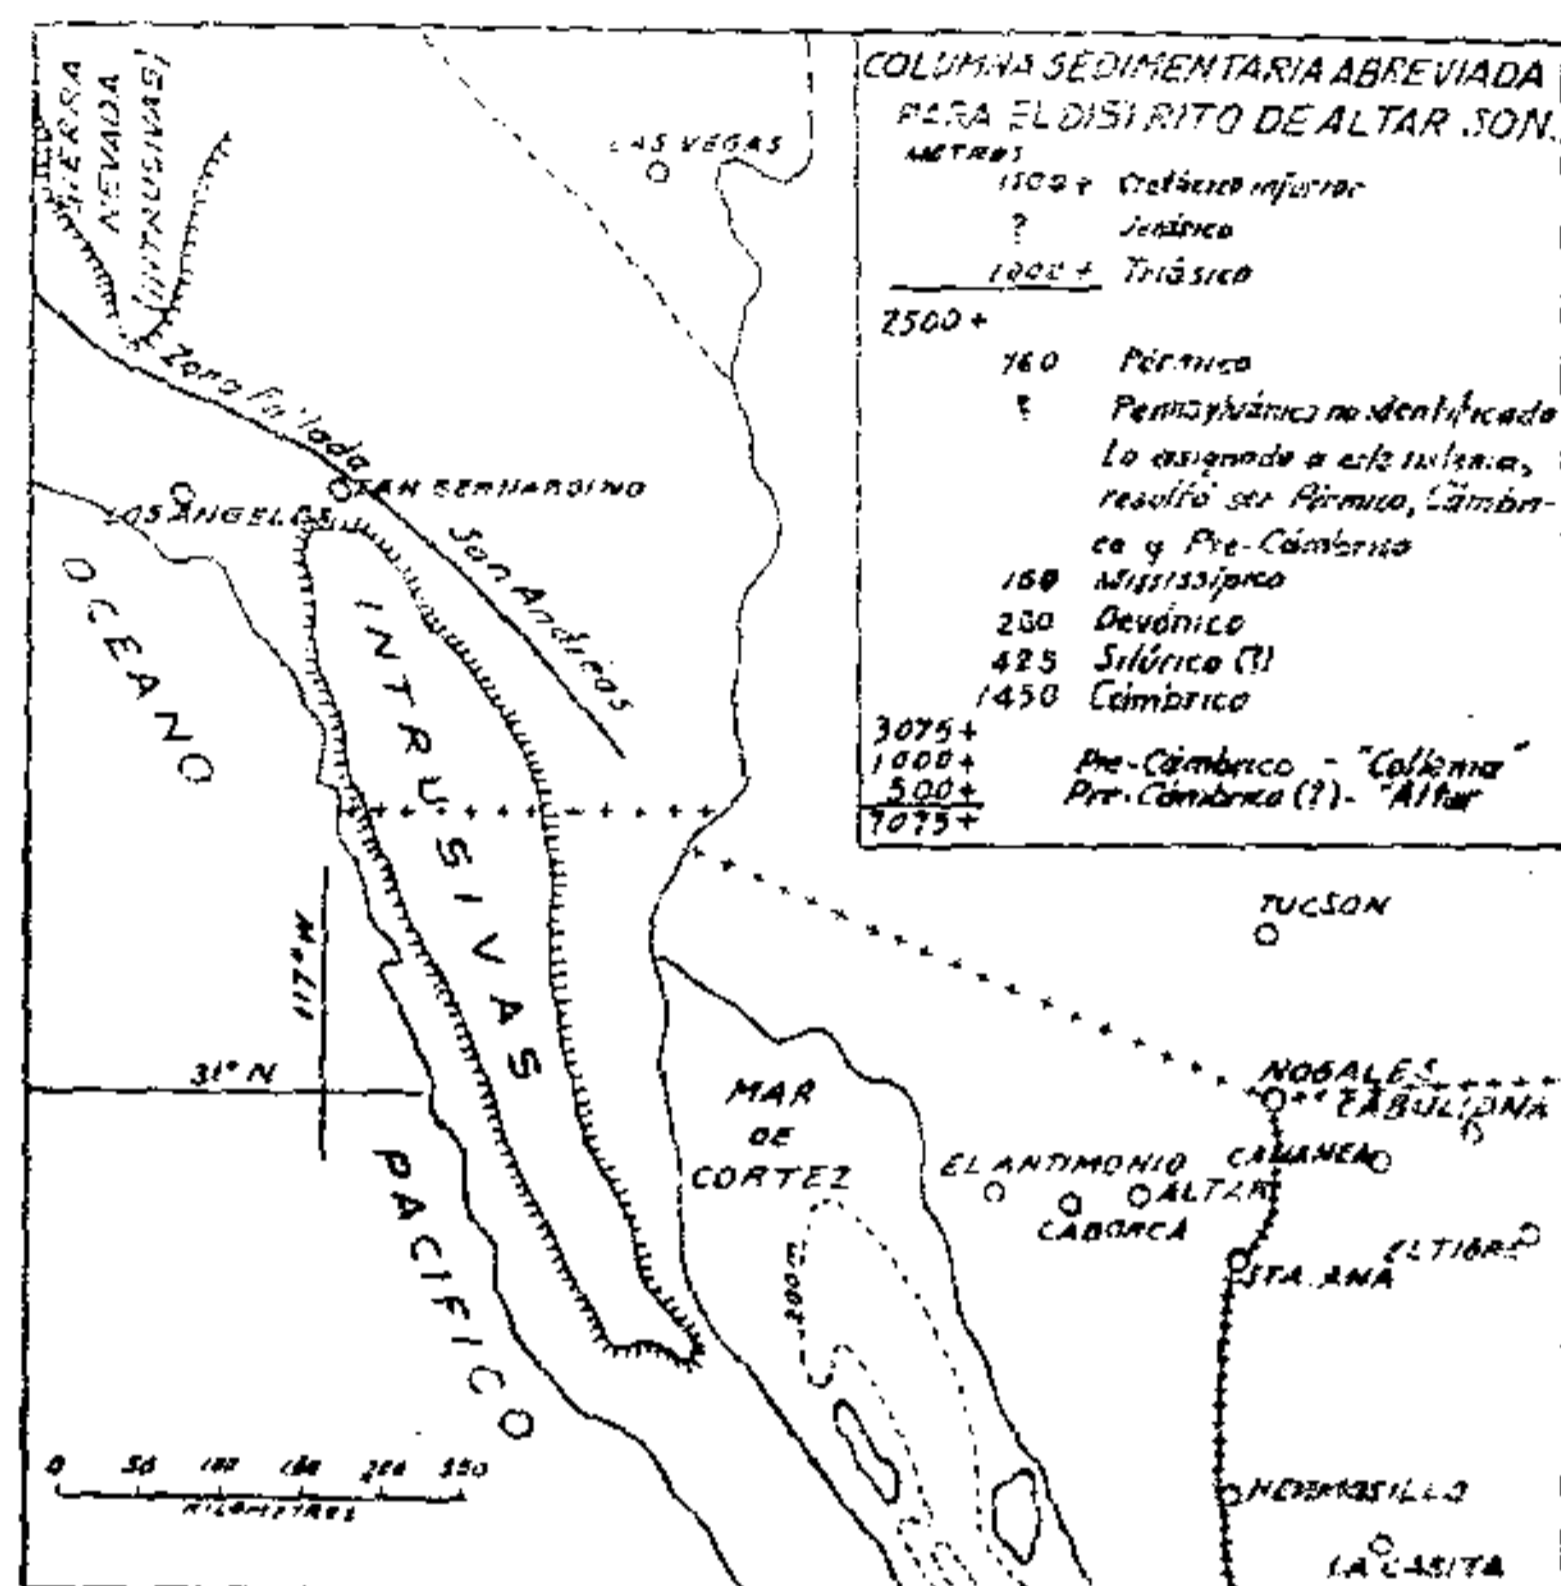 SIERRA
NEVADA
(INTRUSIVAS)
LAS VEGAS
COLUMNA SEDIMENTARIA ABREVIADA
PARA EL DISTRITO DE ALTAR SON.
METROS
1500+ Cretácico inferior
? Jurásico
1000+ Triásico
2500+
760 Pérmico
? Pennsylvánico no identificado
Lo asignado a este sistema,
resultó ser Pérmico, Cámbri-
co y Pre-Cámbrico
160 Mississípico
280 Devónico
425 Silúrico (?)
1450 Cámbrico
3075+
1000+ Pre-Cámbrico - "Collenia"
500+ Pre-Cámbrico (?) - "Altar"
7075+
Zona Fallada
San Andreas
SAN BERNARDINO
LOS ANGELOS
OCEANO
PACIFICO
INTRUSIVAS
117° W
31° N
TUCSON
NOGALES
CABULLONA
MAR
DE
CORTEZ
EL ANTIMONIO
CANANEA
ALTAR
CABORCA
EL TIGRE
STA. ANA
200 m
0 50 100 150 200 250
KILOMETROS
HERMOSILLO
LA CASITA